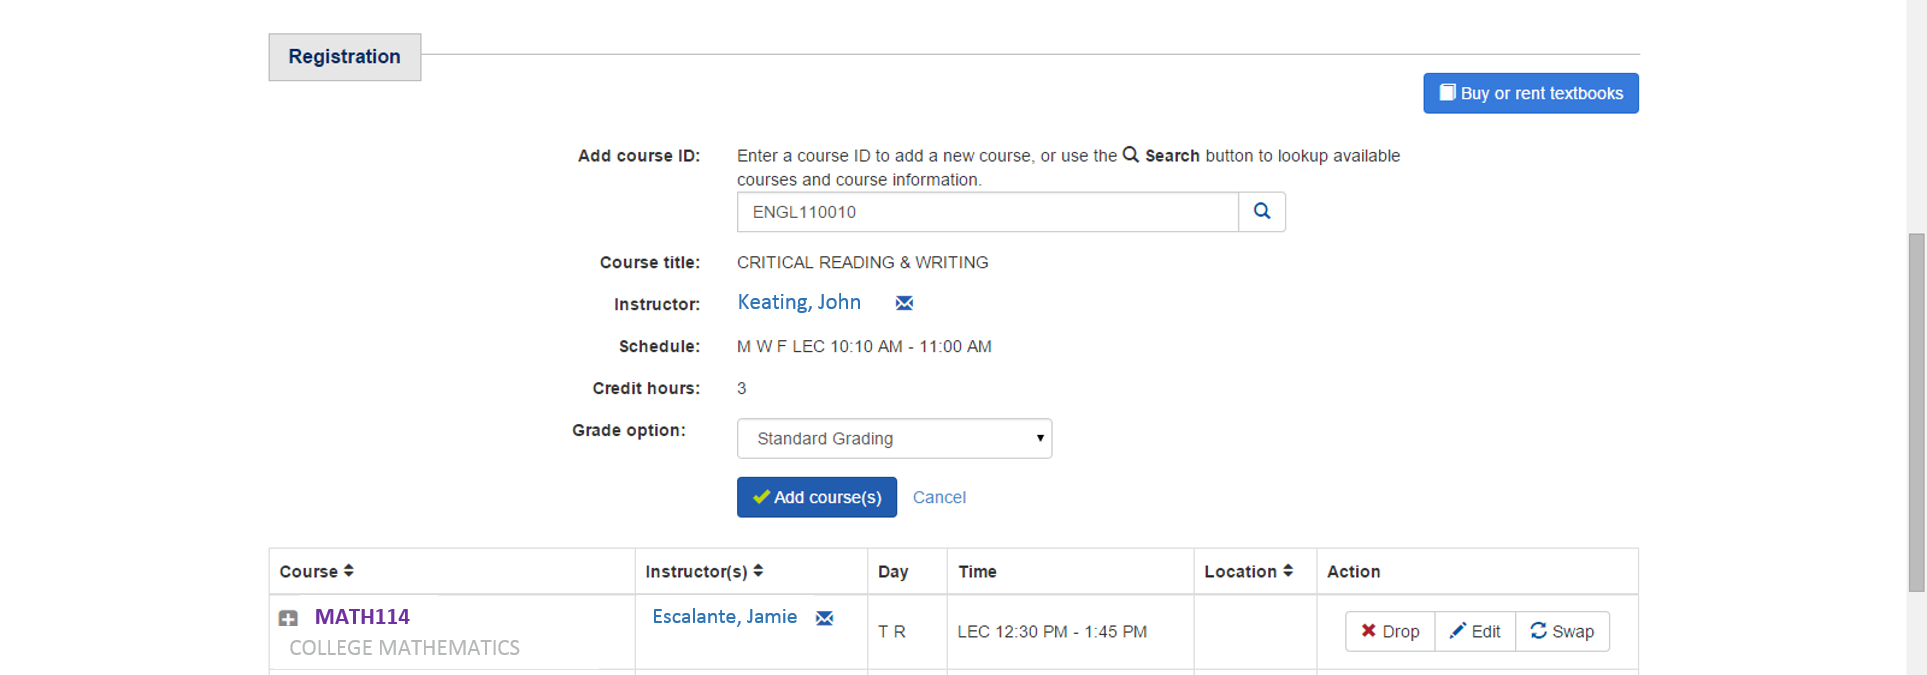 Registration
Buy or rent textbooks
Add course ID: Enter a course ID to add a new course, or use the Search button to lookup available
courses and course information.
ENGL110010
Course title: CRITICAL READING & WRITING
Instructor: Keating, John
Schedule: M W F LEC 10:10 AM - 11:00 AM
Credit hours: 3
Grade option: Standard Grading
Add course(s) Cancel
Course Instructor(s) Day Time Location Action
MATH114 Escalante, Jamie T R LEC 12:30 PM - 1:45 PM Drop Edit Swap
COLLEGE MATHEMATICS